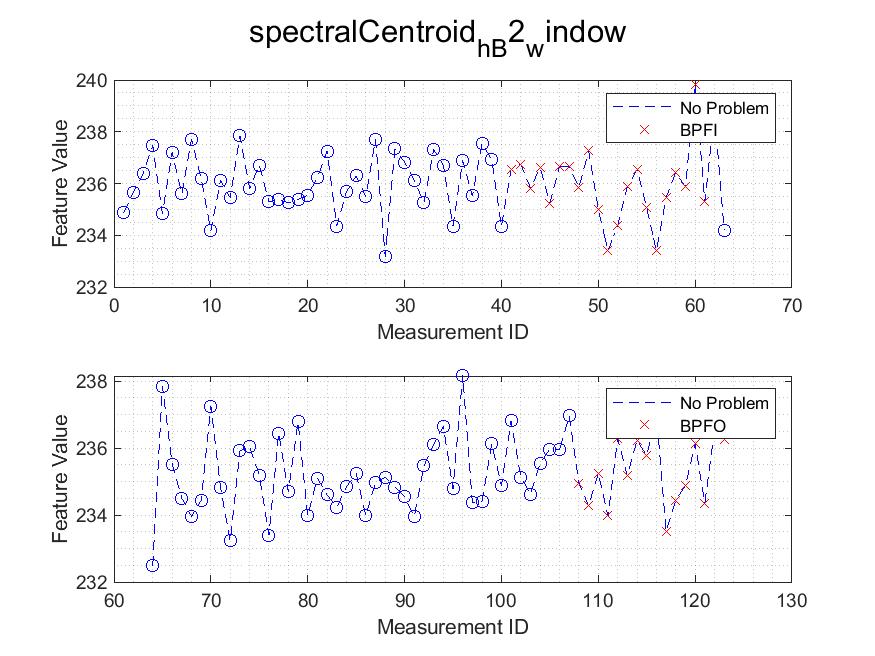 spectralCentroid_hB2_window
240
238
236
234
232
Feature Value
No Problem
BPFI
0 10 20 30 40 50 60 70
Measurement ID
238
236
234
232
Feature Value
No Problem
BPFO
60 70 80 90 100 110 120 130
Measurement ID